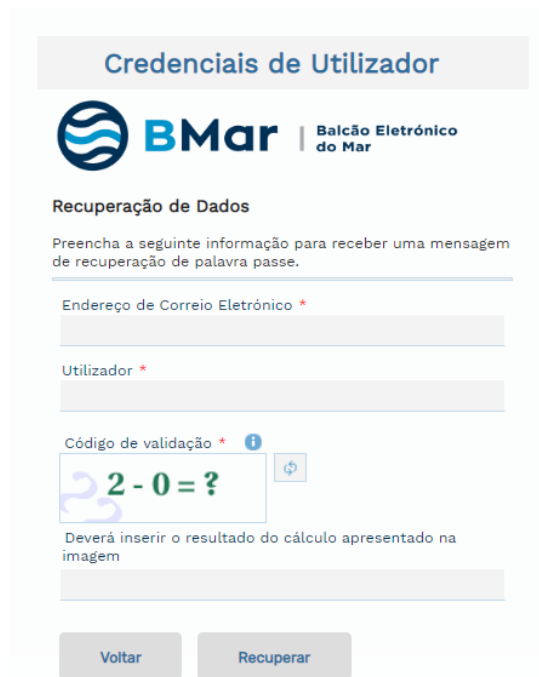 Credenciais de Utilizador
BMar | Balcão Eletrónico
do Mar
Recuperação de Dados
Preencha a seguinte informação para receber uma mensagem
de recuperação de palavra passe.
Endereço de Correio Eletrónico *
Utilizador *
Código de validação *
2 - 0 = ?
Deverá inserir o resultado do cálculo apresentado na
imagem
Voltar Recuperar